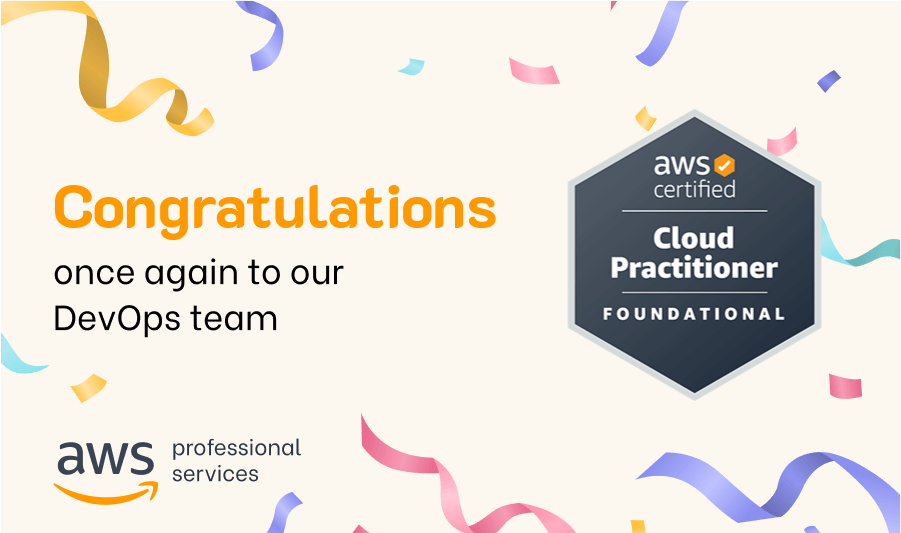 Congratulations
once again to our
DevOps team
aws
certified
Cloud
Practitioner
FOUNDATIONAL
aws
professional
services